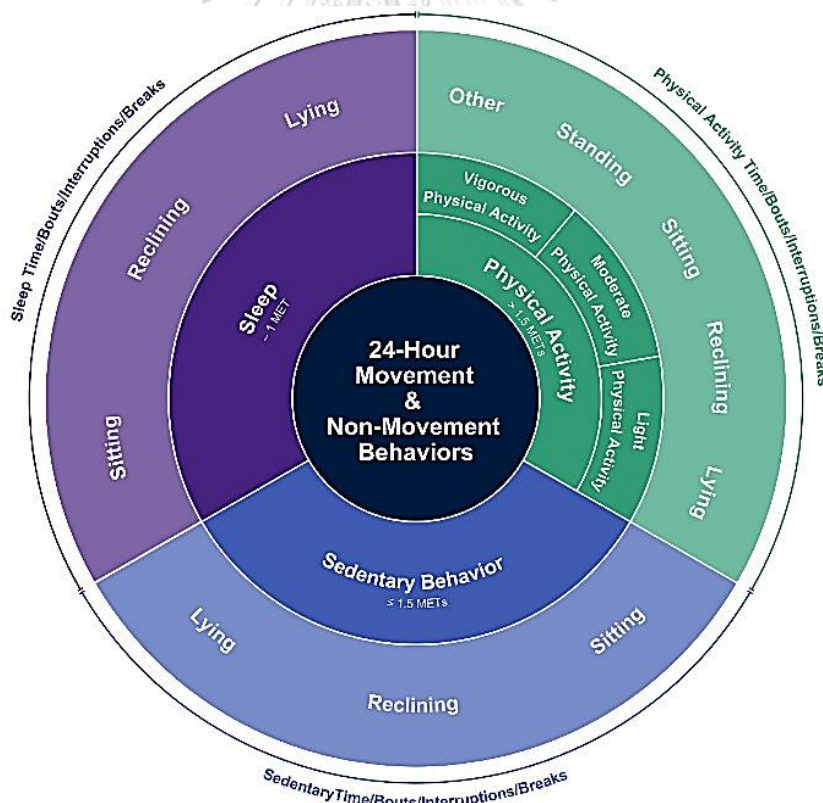 24-Hour
Movement
&
Non-Movement
Behaviors
Physical Activity
> 1.5 METs
Vigorous
Physical Activity
Moderate
Physical Activity
Light
Physical Activity
Other
Standing
Sitting
Reclining
Lying
Physical Activity Time/Bouts/Interruptions/Breaks
Sedentary Behavior
≤ 1.5 METs
Sitting
Reclining
Lying
SedentaryTime/Bouts/Interruptions/Breaks
Sleep
~ 1 MET
Sitting
Reclining
Lying
Sleep Time/Bouts/Interruptions/Breaks